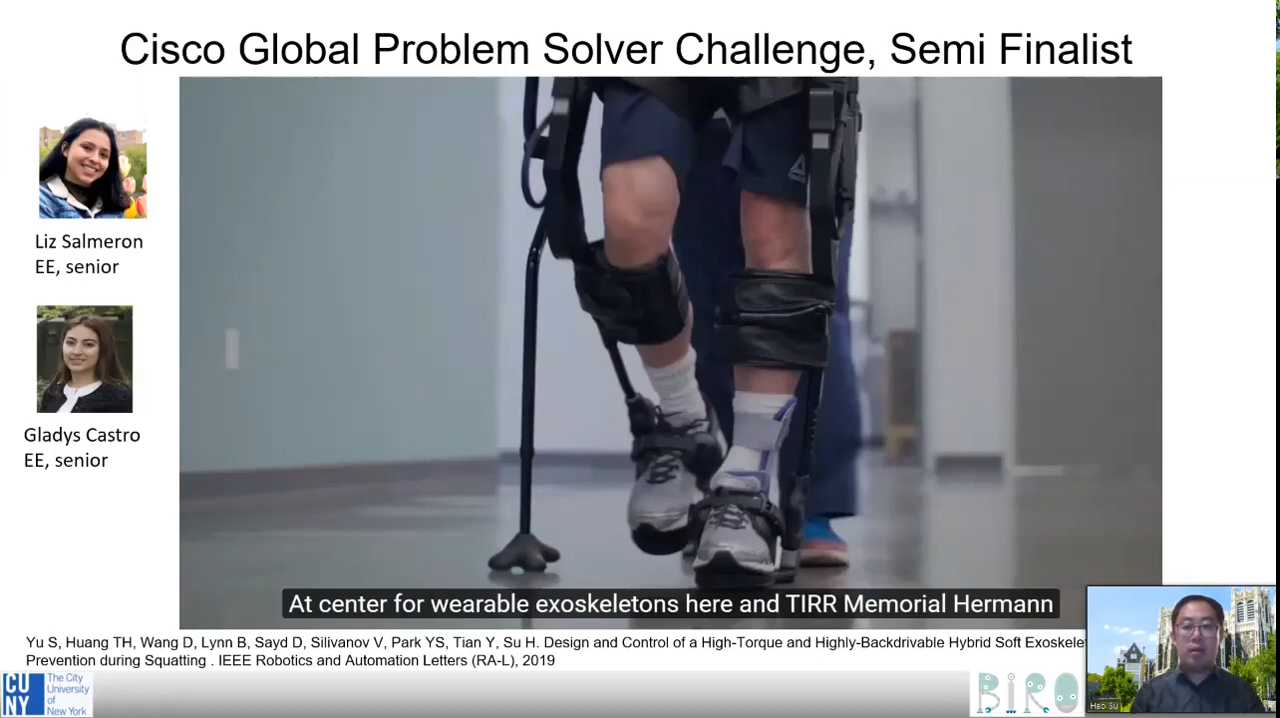 Cisco Global Problem Solver Challenge, Semi Finalist
Liz Salmeron
EE, senior
Gladys Castro
EE, senior
At center for wearable exoskeletons here and TIRR Memorial Hermann
Yu S, Huang TH, Wang D, Lynn B, Sayd D, Silivanov V, Park YS, Tian Y, Su H. Design and Control of a High-Torque and Highly-Backdrivable Hybrid Soft Exoske
Prevention during Squatting . IEEE Robotics and Automation Letters (RA-L), 2019
CU
NY
The City
University
of
New York
BIRO
Hao Su